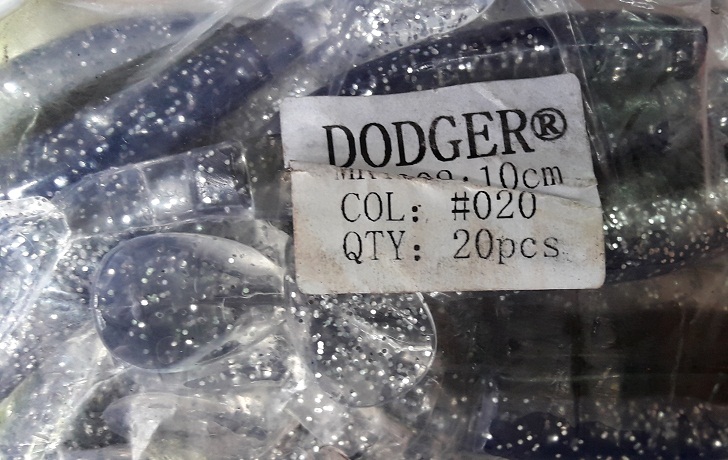 DODGER®
10cm
COL: #020
QTY: 20pcs